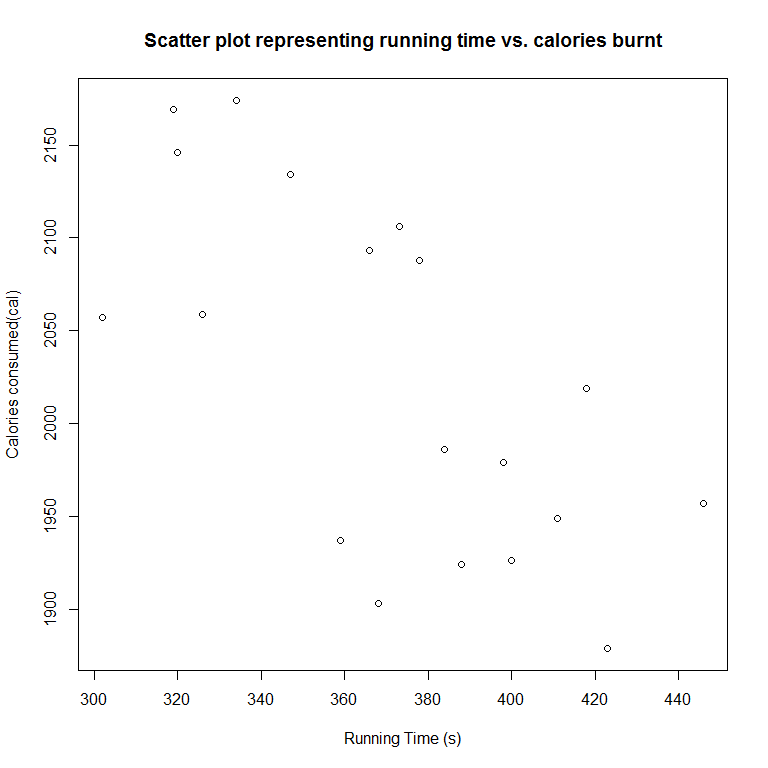 Scatter plot representing running time vs. calories burnt
Calories consumed(cal)
2150
2100
2050
2000
1950
1900
300 320 340 360 380 400 420 440
Running Time (s)